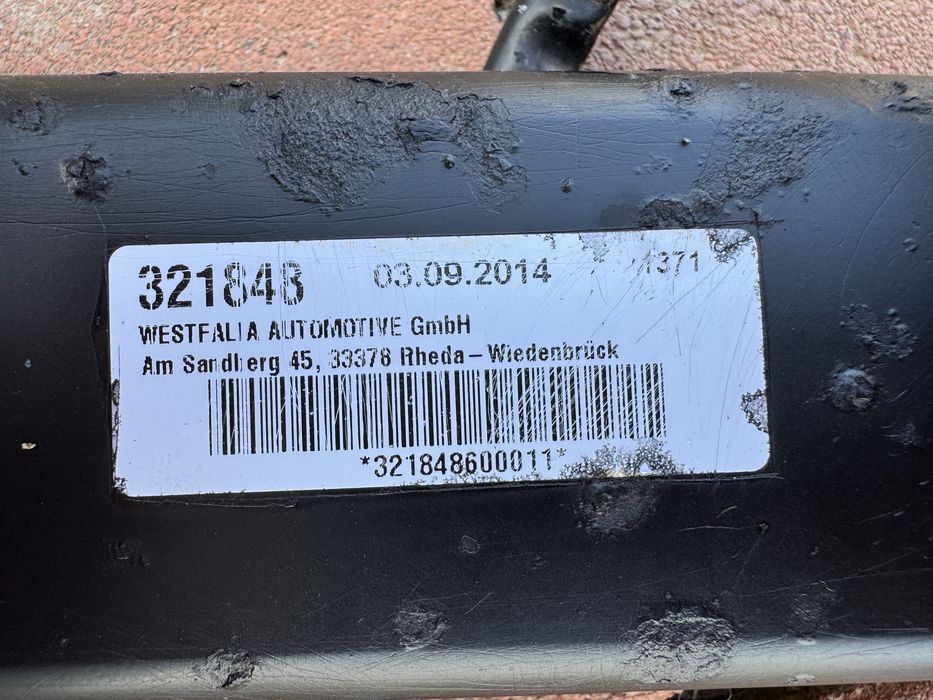 321848 03.09.2014 1371
WESTFALIA AUTOMOTIVE GmbH
Am Sandberg 45, 33378 Rheda-Wiedenbrück
*321848600011*